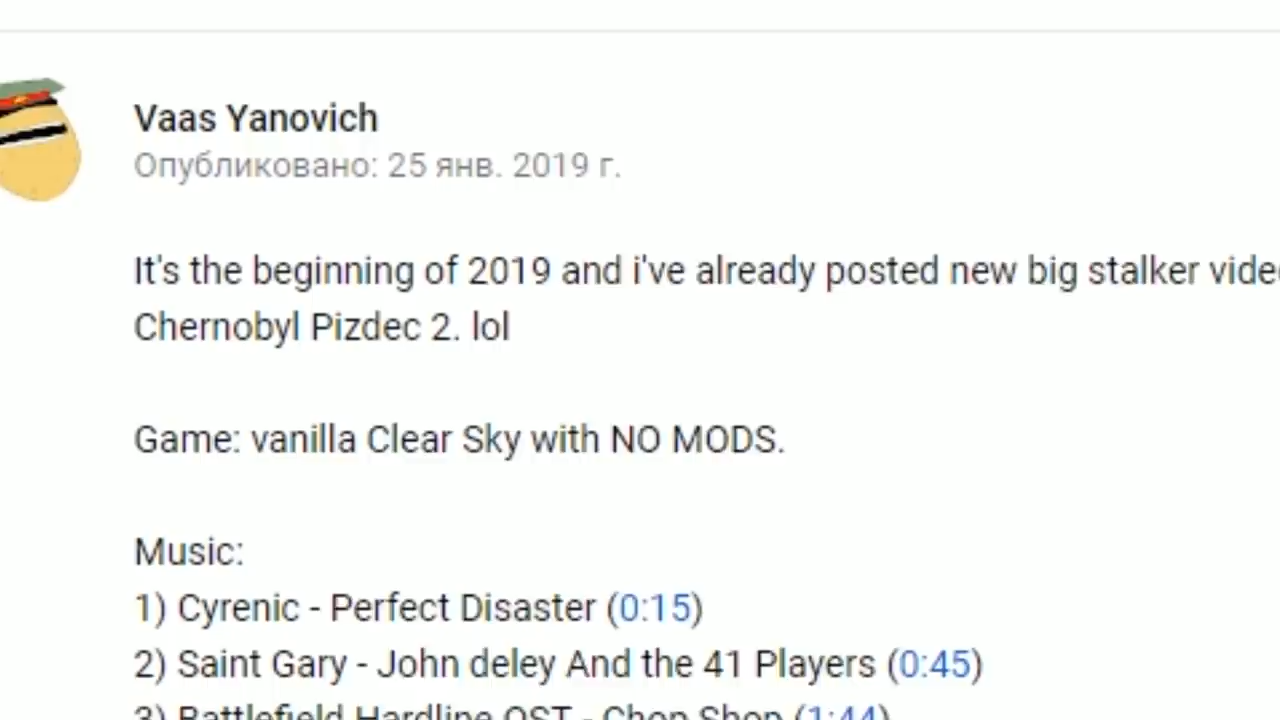 Vaas Yanovich
Опубликовано: 25 янв. 2019 г.
It's the beginning of 2019 and i've already posted new big stalker vide
Chernobyl Pizdec 2. lol
Game: vanilla Clear Sky with NO MODS.
Music:
1) Cyrenic - Perfect Disaster (0:15)
2) Saint Gary - John deley And the 41 Players (0:45)
3) Battlefield Hardline OST - Chop Shop (1:44)